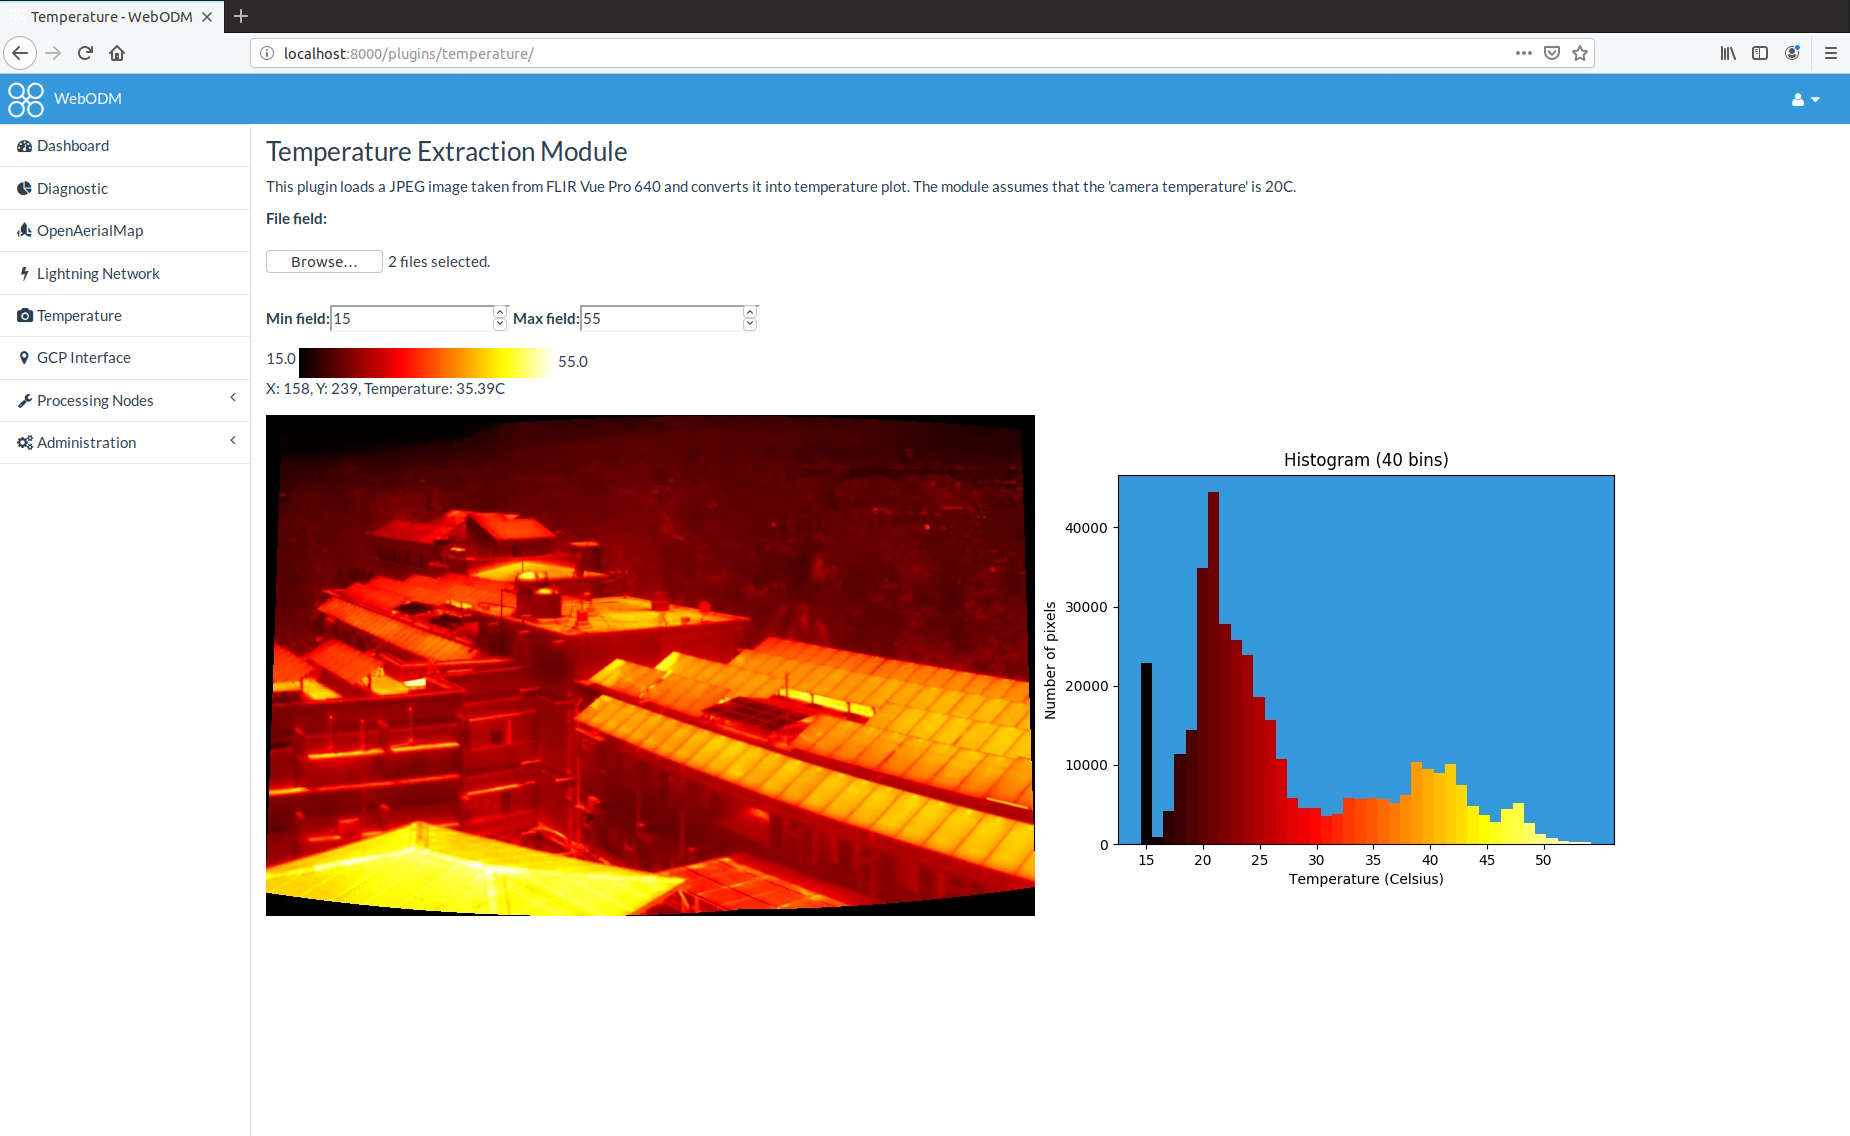 Temperature - WebODM
localhost:8000/plugins/temperature/
WebODM
Dashboard
Diagnostic
OpenAerialMap
Lightning Network
Temperature
GCP Interface
Processing Nodes
Administration
Temperature Extraction Module
This plugin loads a JPEG image taken from FLIR Vue Pro 640 and converts it into temperature plot. The module assumes that the 'camera temperature' is 20C.
File field:
Browse... 2 files selected.
Min field: 15 Max field: 55
15.0 55.0
X: 158, Y: 239, Temperature: 35.39C
Histogram (40 bins)
Number of pixels
40000
30000
20000
10000
0
15 20 25 30 35 40 45 50
Temperature (Celsius)